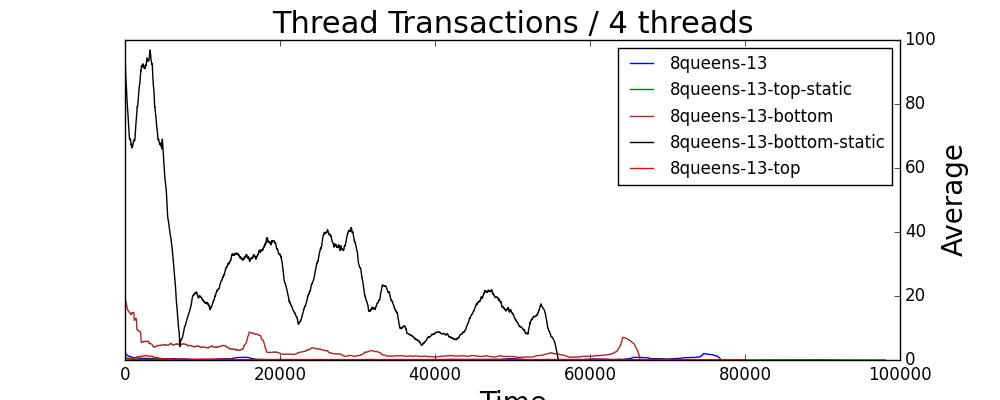 Thread Transactions / 4 threads
8queens-13
8queens-13-top-static
8queens-13-bottom
8queens-13-bottom-static
8queens-13-top
100
80
60
40
20
0
Average
0 20000 40000 60000 80000 100000
Time